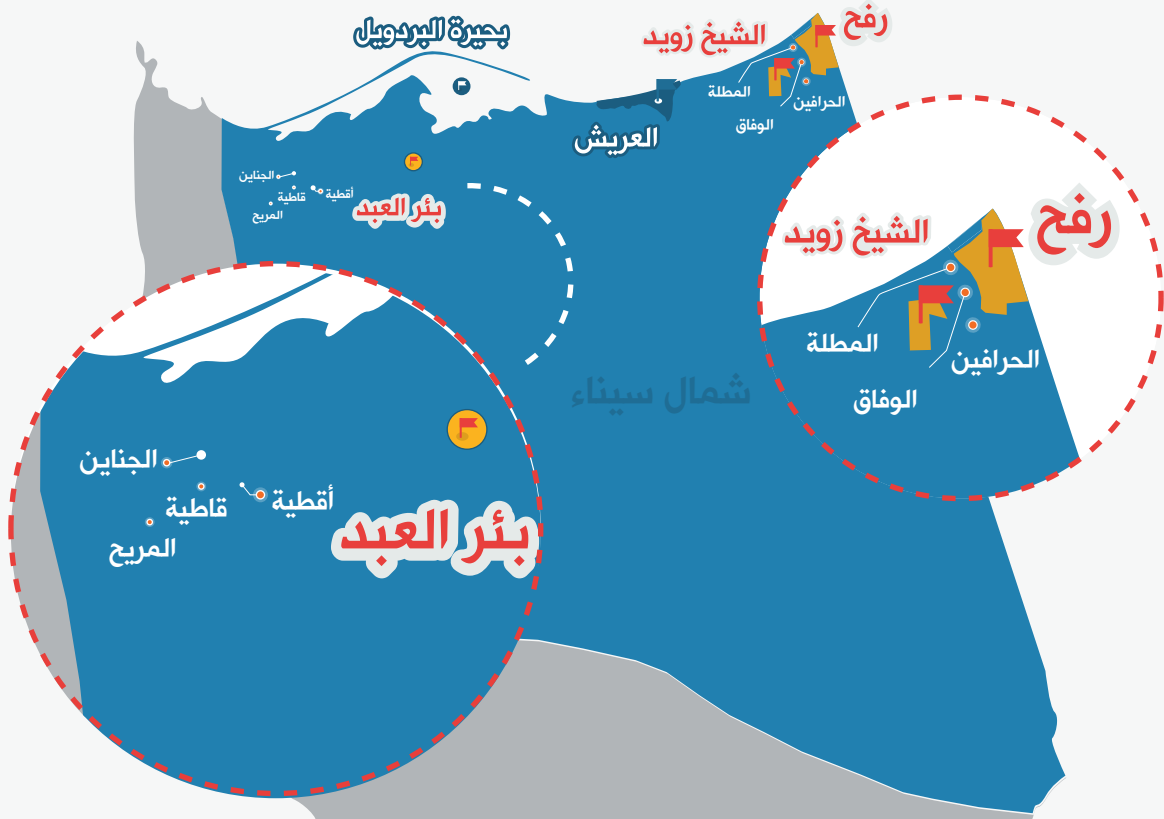 بحيرة البردويل
رفح
الشيخ زويد
المطلة
الحرافين
الوفاق
العريش
الجناين
قاطية
أقطية
المريح
بئر العبد
رفح
الشيخ زويد
المطلة
الحرافين
الوفاق
شمال سيناء
الجناين
قاطية
أقطية
المريح
بئر العبد